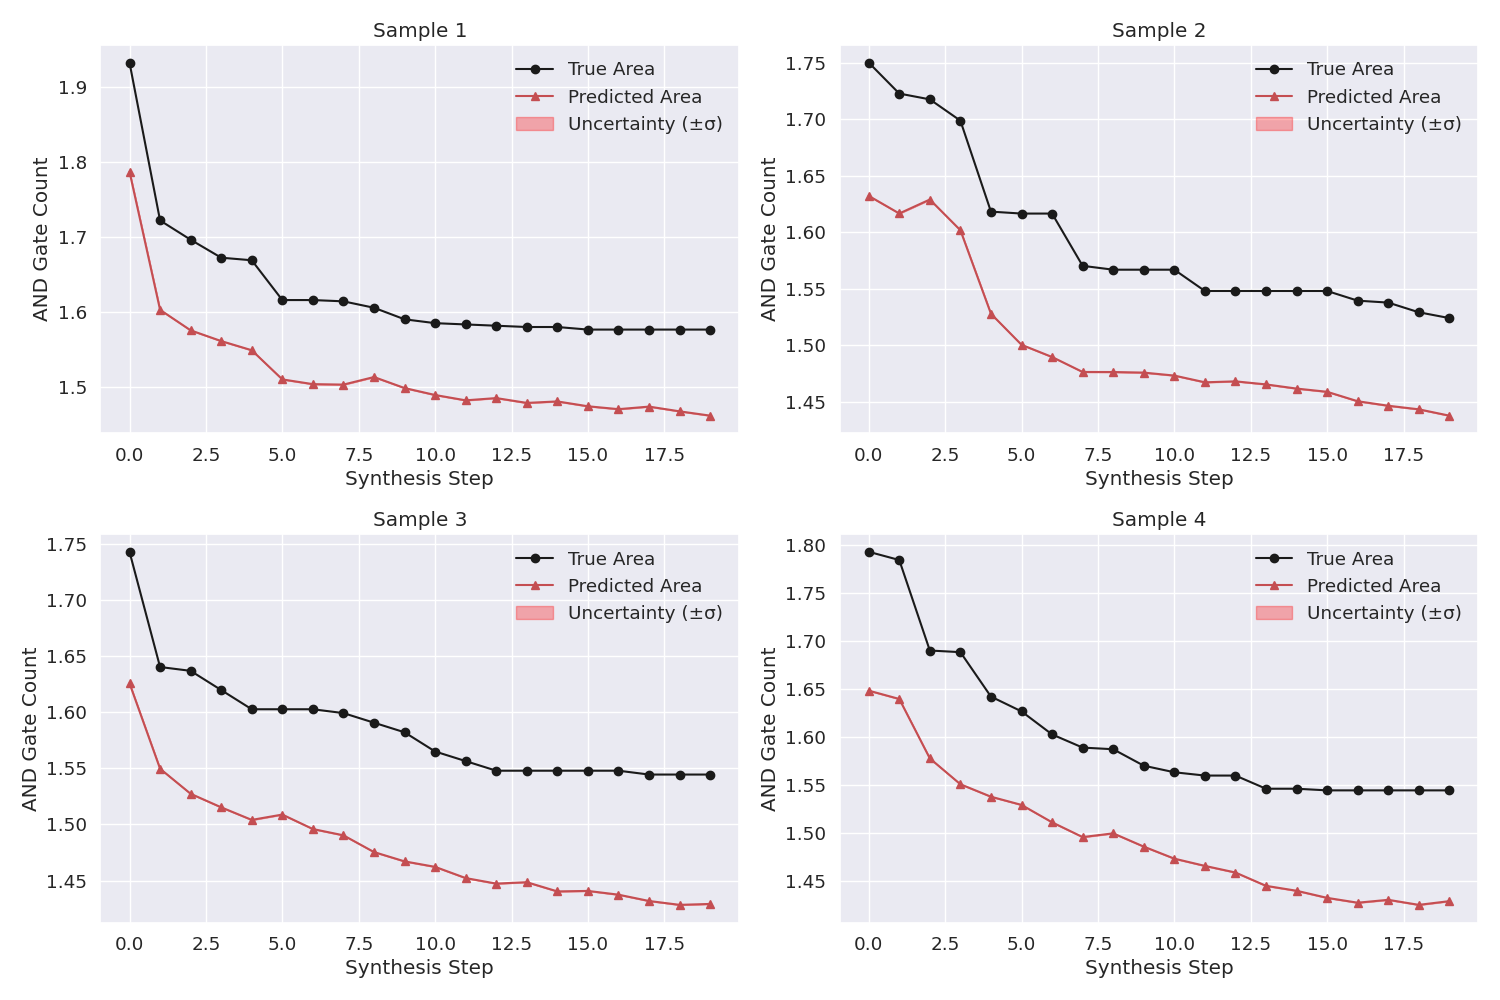 Sample 1
AND Gate Count
1.9
1.8
1.7
1.6
1.5
True Area
Predicted Area
Uncertainty (±σ)
0.0 2.5 5.0 7.5 10.0 12.5 15.0 17.5
Synthesis Step
Sample 2
AND Gate Count
1.75
1.70
1.65
1.60
1.55
1.50
1.45
True Area
Predicted Area
Uncertainty (±σ)
0.0 2.5 5.0 7.5 10.0 12.5 15.0 17.5
Synthesis Step
Sample 3
AND Gate Count
1.75
1.70
1.65
1.60
1.55
1.50
1.45
True Area
Predicted Area
Uncertainty (±σ)
0.0 2.5 5.0 7.5 10.0 12.5 15.0 17.5
Synthesis Step
Sample 4
AND Gate Count
1.80
1.75
1.70
1.65
1.60
1.55
1.50
1.45
True Area
Predicted Area
Uncertainty (±σ)
0.0 2.5 5.0 7.5 10.0 12.5 15.0 17.5
Synthesis Step